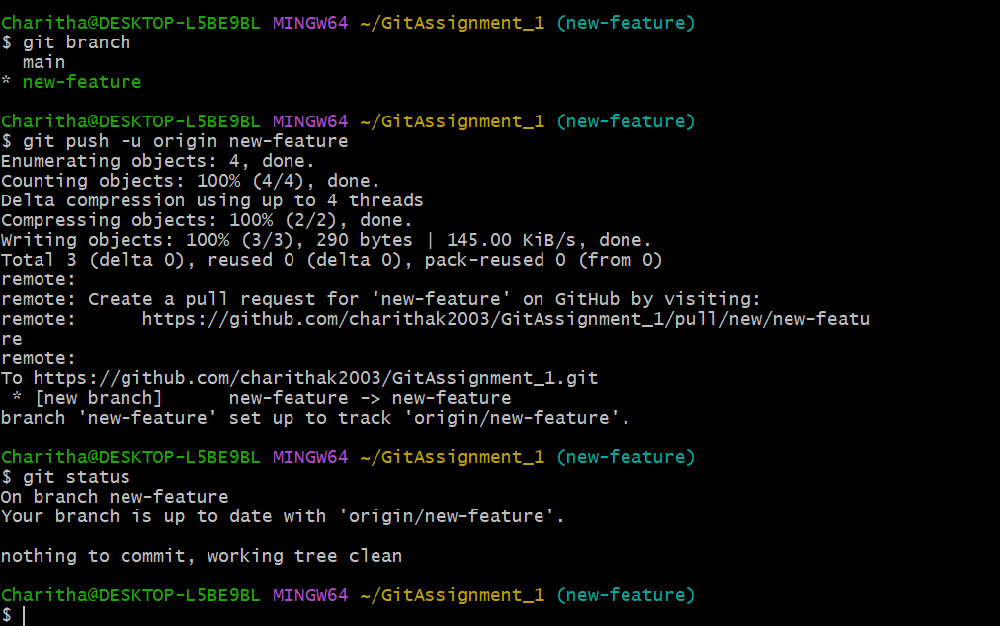 Charitha@DESKTOP-L5BE9BL MINGW64 ~/GitAssignment_1 (new-feature)
$ git branch
  main
* new-feature

Charitha@DESKTOP-L5BE9BL MINGW64 ~/GitAssignment_1 (new-feature)
$ git push -u origin new-feature
Enumerating objects: 4, done.
Counting objects: 100% (4/4), done.
Delta compression using up to 4 threads
Compressing objects: 100% (2/2), done.
Writing objects: 100% (3/3), 290 bytes | 145.00 KiB/s, done.
Total 3 (delta 0), reused 0 (delta 0), pack-reused 0 (from 0)
remote:
remote: Create a pull request for 'new-feature' on GitHub by visiting:
remote:      https://github.com/charithak2003/GitAssignment_1/pull/new/new-featu
re
remote:
To https://github.com/charithak2003/GitAssignment_1.git
 * [new branch]      new-feature -> new-feature
branch 'new-feature' set up to track 'origin/new-feature'.

Charitha@DESKTOP-L5BE9BL MINGW64 ~/GitAssignment_1 (new-feature)
$ git status
On branch new-feature
Your branch is up to date with 'origin/new-feature'.

nothing to commit, working tree clean

Charitha@DESKTOP-L5BE9BL MINGW64 ~/GitAssignment_1 (new-feature)
$